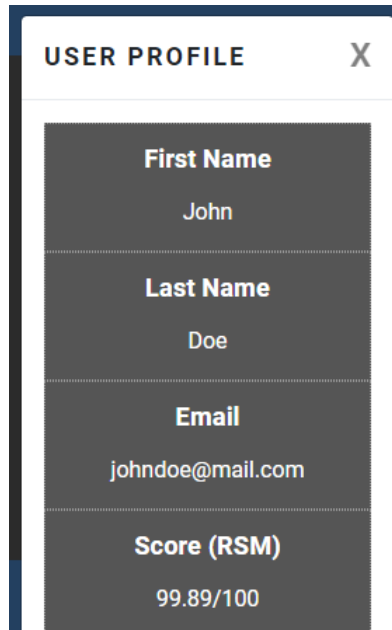 USER PROFILE X
First Name
John
Last Name
Doe
Email
johndoe@mail.com
Score (RSM)
99.89/100